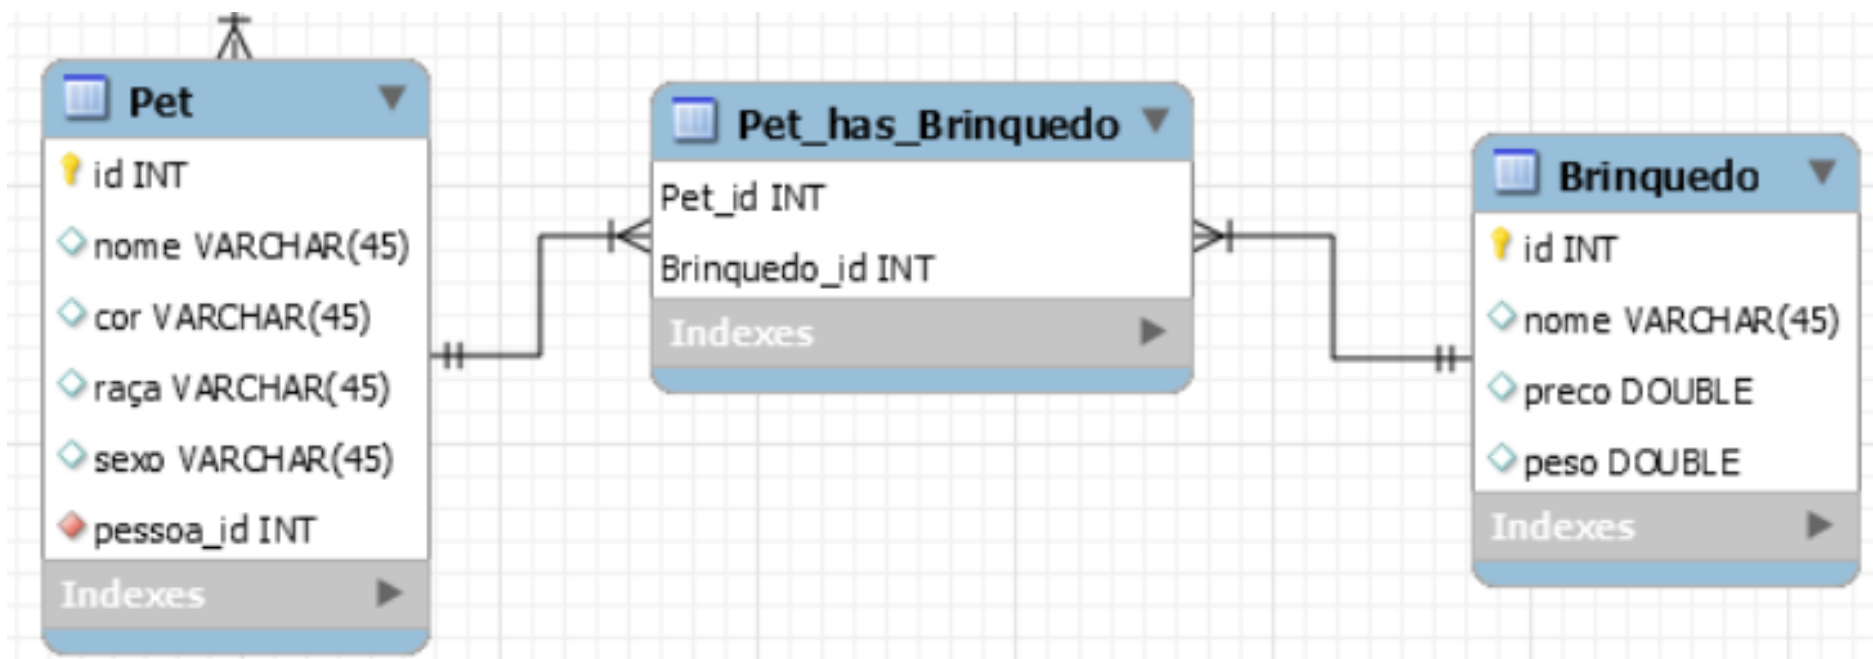 Pet
id INT
nome VARCHAR(45)
cor VARCHAR(45)
raça VARCHAR(45)
sexo VARCHAR(45)
pessoa_id INT
Indexes
Pet_has_Brinquedo
Pet_id INT
Brinquedo_id INT
Indexes
Brinquedo
id INT
nome VARCHAR(45)
preco DOUBLE
peso DOUBLE
Indexes